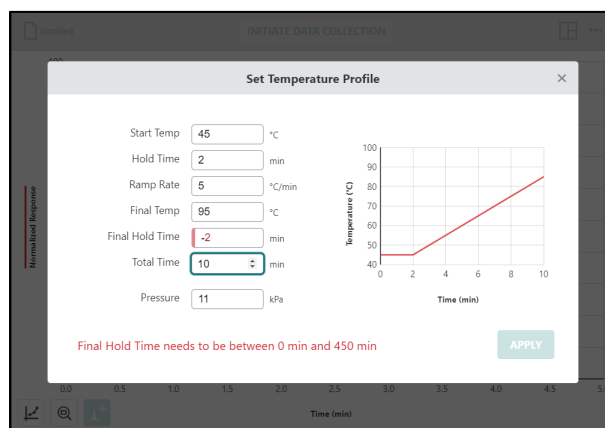 Untitled
INITIATE DATA COLLECTION
Set Temperature Profile
Start Temp 45 °C
Hold Time 2 min
Ramp Rate 5 °C/min
Final Temp 95 °C
Final Hold Time -2 min
Total Time 10 min
Pressure 11 kPa
Temperature (°C)
100
90
80
70
60
50
40
0 2 4 6 8 10
Time (min)
Final Hold Time needs to be between 0 min and 450 min
APPLY
Normalized Response
0.0 0.5 1.0 1.5 2.0 2.5 3.0 3.5 4.0 4.5 5.
Time (min)